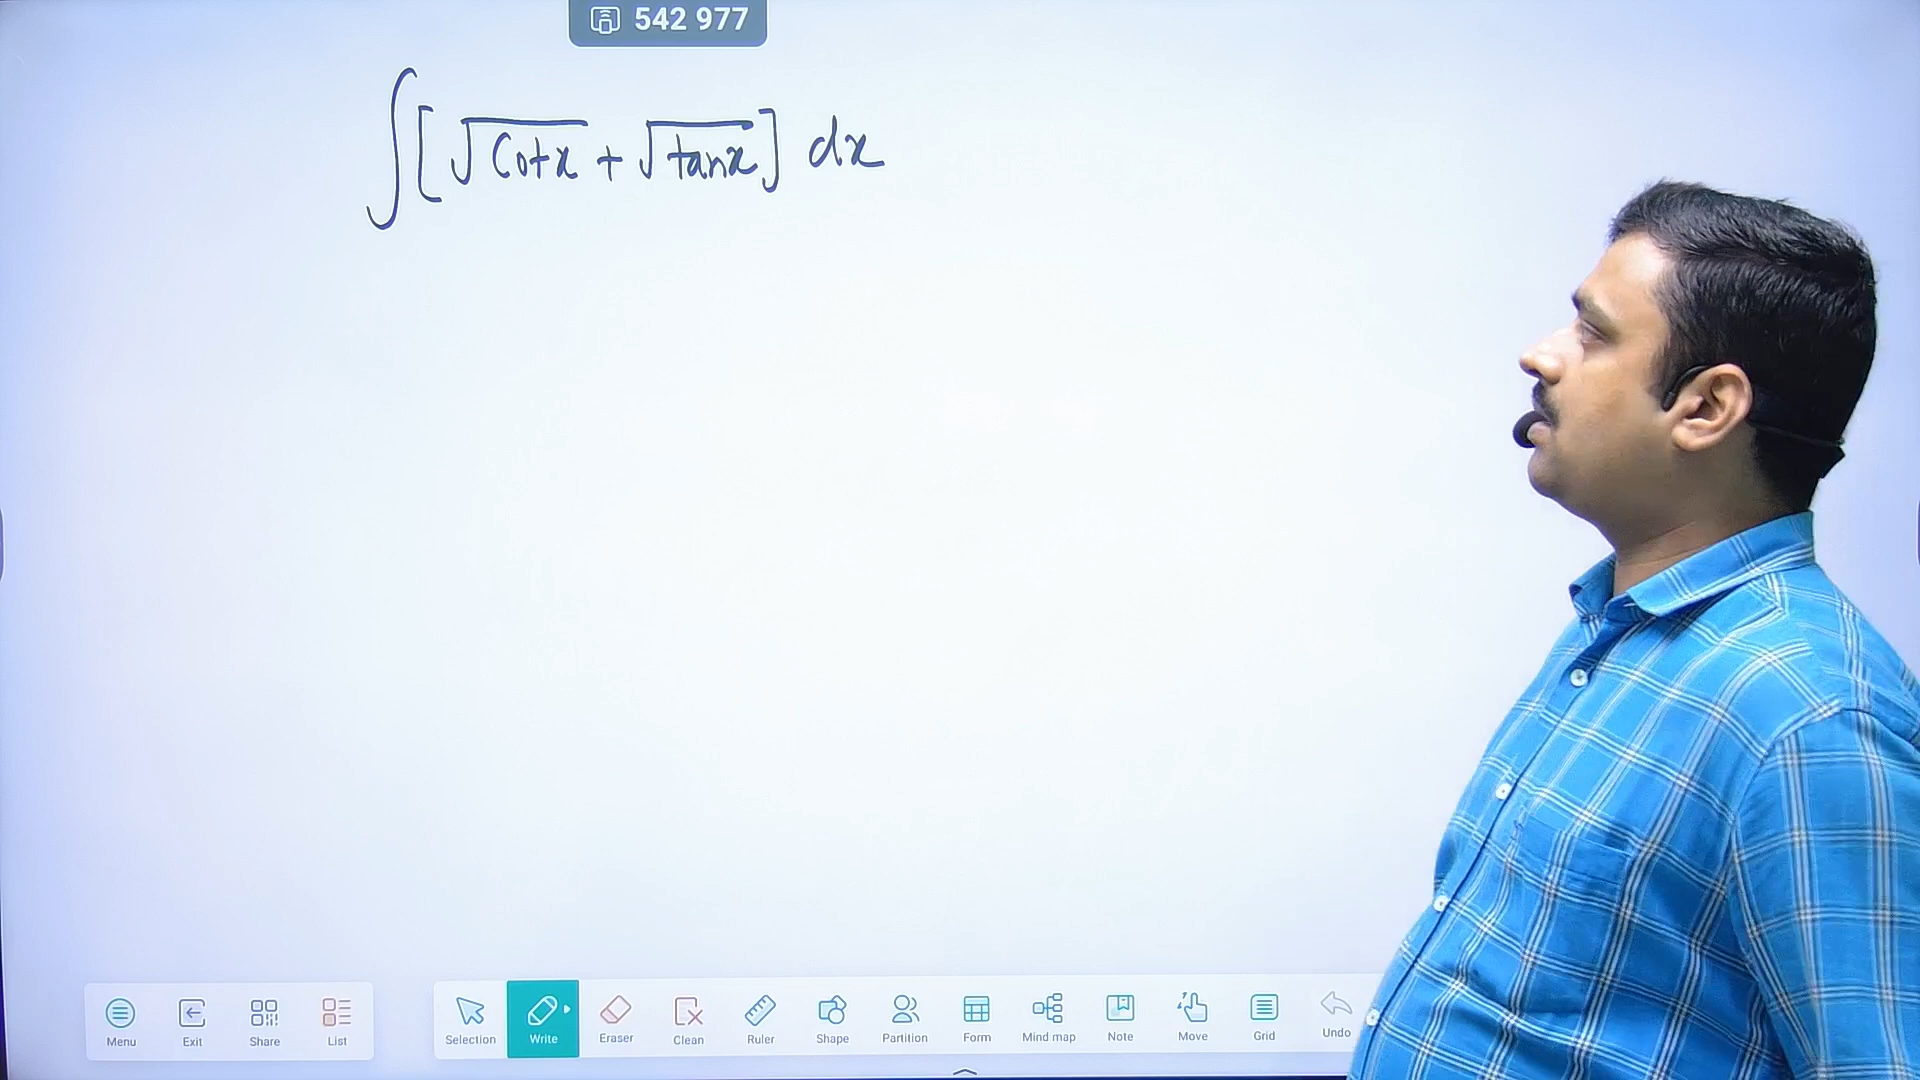 542 977
∫[√Cotx + √tanx] dx
Menu Exit Share List Selection Write Eraser Clean Ruler Shape Partition Form Mind map Note Move Grid Undo